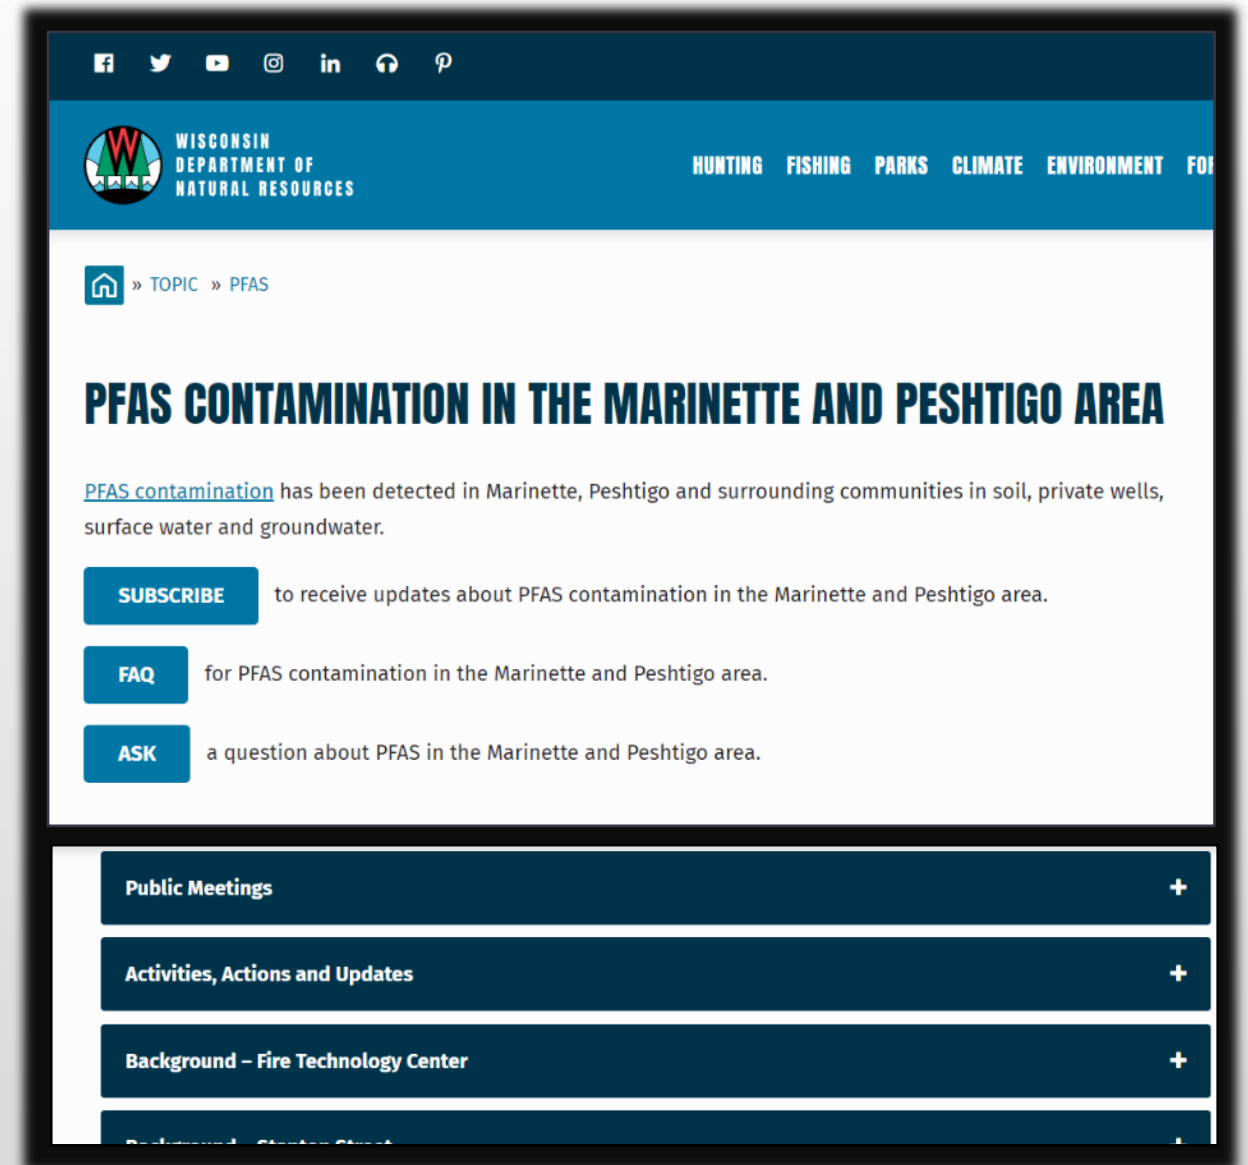 WISCONSIN
DEPARTMENT OF
NATURAL RESOURCES
HUNTING FISHING PARKS CLIMATE ENVIRONMENT
» TOPIC » PFAS
PFAS CONTAMINATION IN THE MARINETTE AND PESHTIGO AREA
PFAS contamination has been detected in Marinette, Peshtigo and surrounding communities in soil, private wells,
surface water and groundwater.
SUBSCRIBE to receive updates about PFAS contamination in the Marinette and Peshtigo area.
FAQ for PFAS contamination in the Marinette and Peshtigo area.
ASK a question about PFAS in the Marinette and Peshtigo area.
Public Meetings +
Activities, Actions and Updates +
Background – Fire Technology Center +
Background – Stanton Street